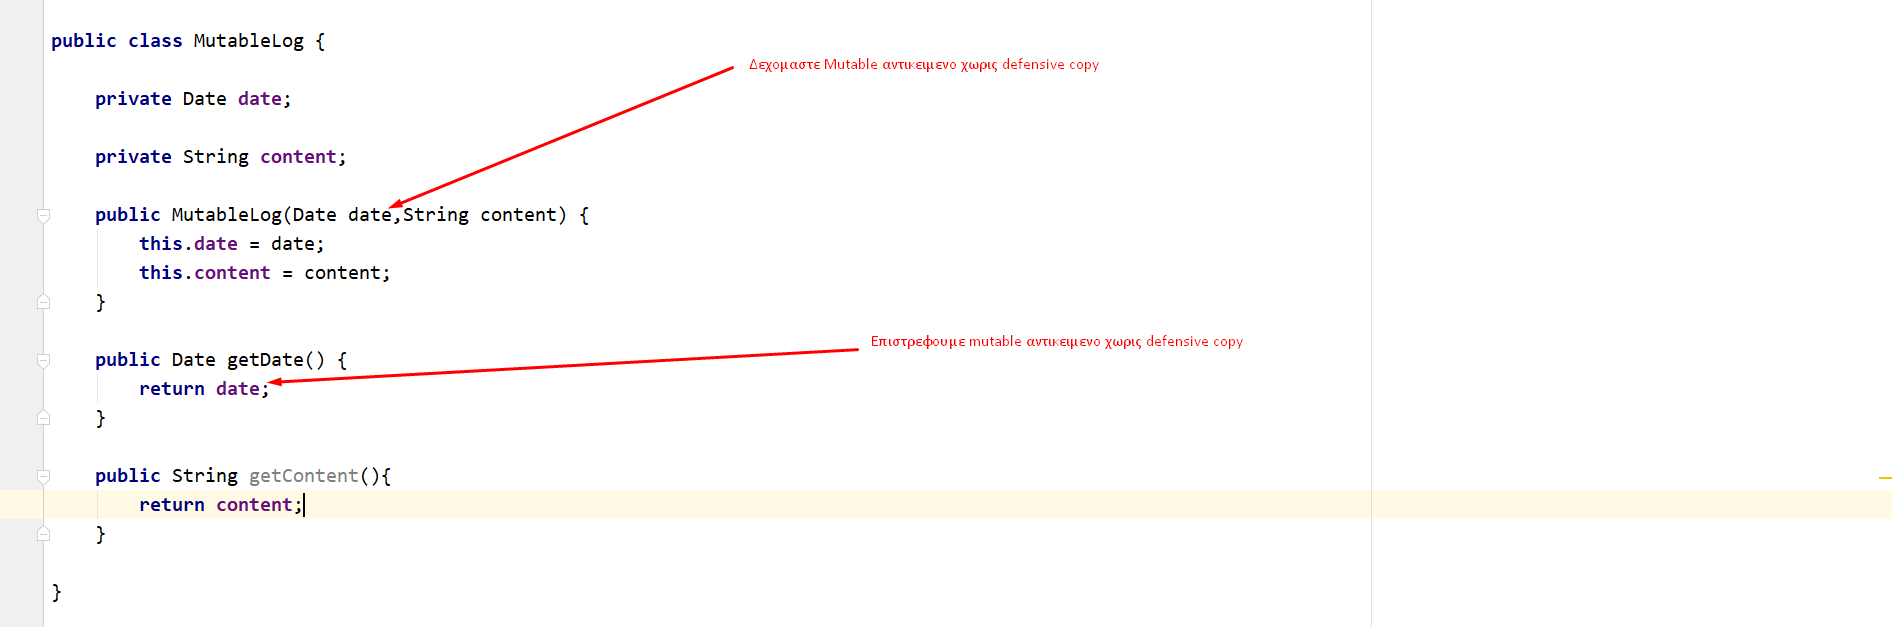 public class MutableLog {
Δεχομαστε Mutable αντικειμενο χωρις defensive copy
private Date date;
private String content;
public MutableLog(Date date,String content) {
this.date = date;
this.content = content;
}
Επιστρεφουμε mutable αντικειμενο χωρις defensive copy
public Date getDate() {
return date;
}
public String getContent(){
return content;
}
}